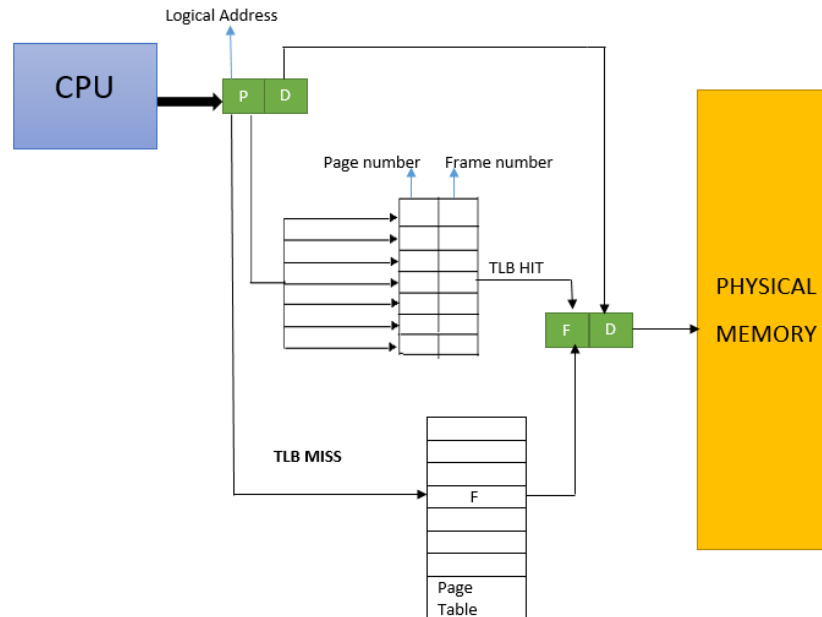 Logical Address
CPU
P D
Page number Frame number
TLB HIT
PHYSICAL
MEMORY
F D
TLB MISS
F
Page
Table